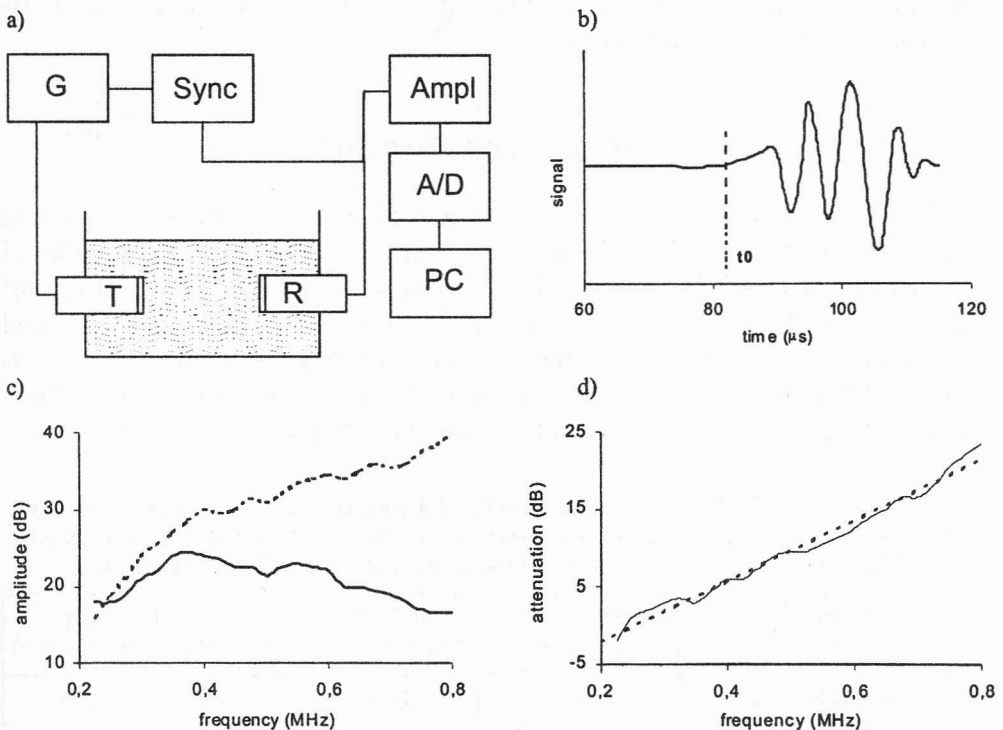 a)
G
Sync
Ampl
A/D
PC
T
R
b)
signal
t0
60
80
100
120
time (µs)
c)
40
30
20
10
amplitude (dB)
0,2
0,4
0,6
0,8
frequency (MHz)
d)
25
15
5
-5
attenuation (dB)
0,2
0,4
0,6
0,8
frequency (MHz)